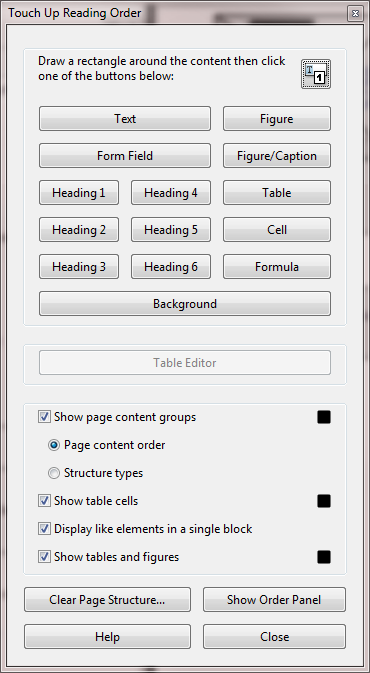 Touch Up Reading Order
Draw a rectangle around the content then click
one of the buttons below:
1
Text
Figure
Form Field
Figure/Caption
Heading 1
Heading 4
Table
Heading 2
Heading 5
Cell
Heading 3
Heading 6
Formula
Background
Table Editor
Show page content groups
Page content order
Structure types
Show table cells
Display like elements in a single block
Show tables and figures
Clear Page Structure...
Show Order Panel
Help
Close